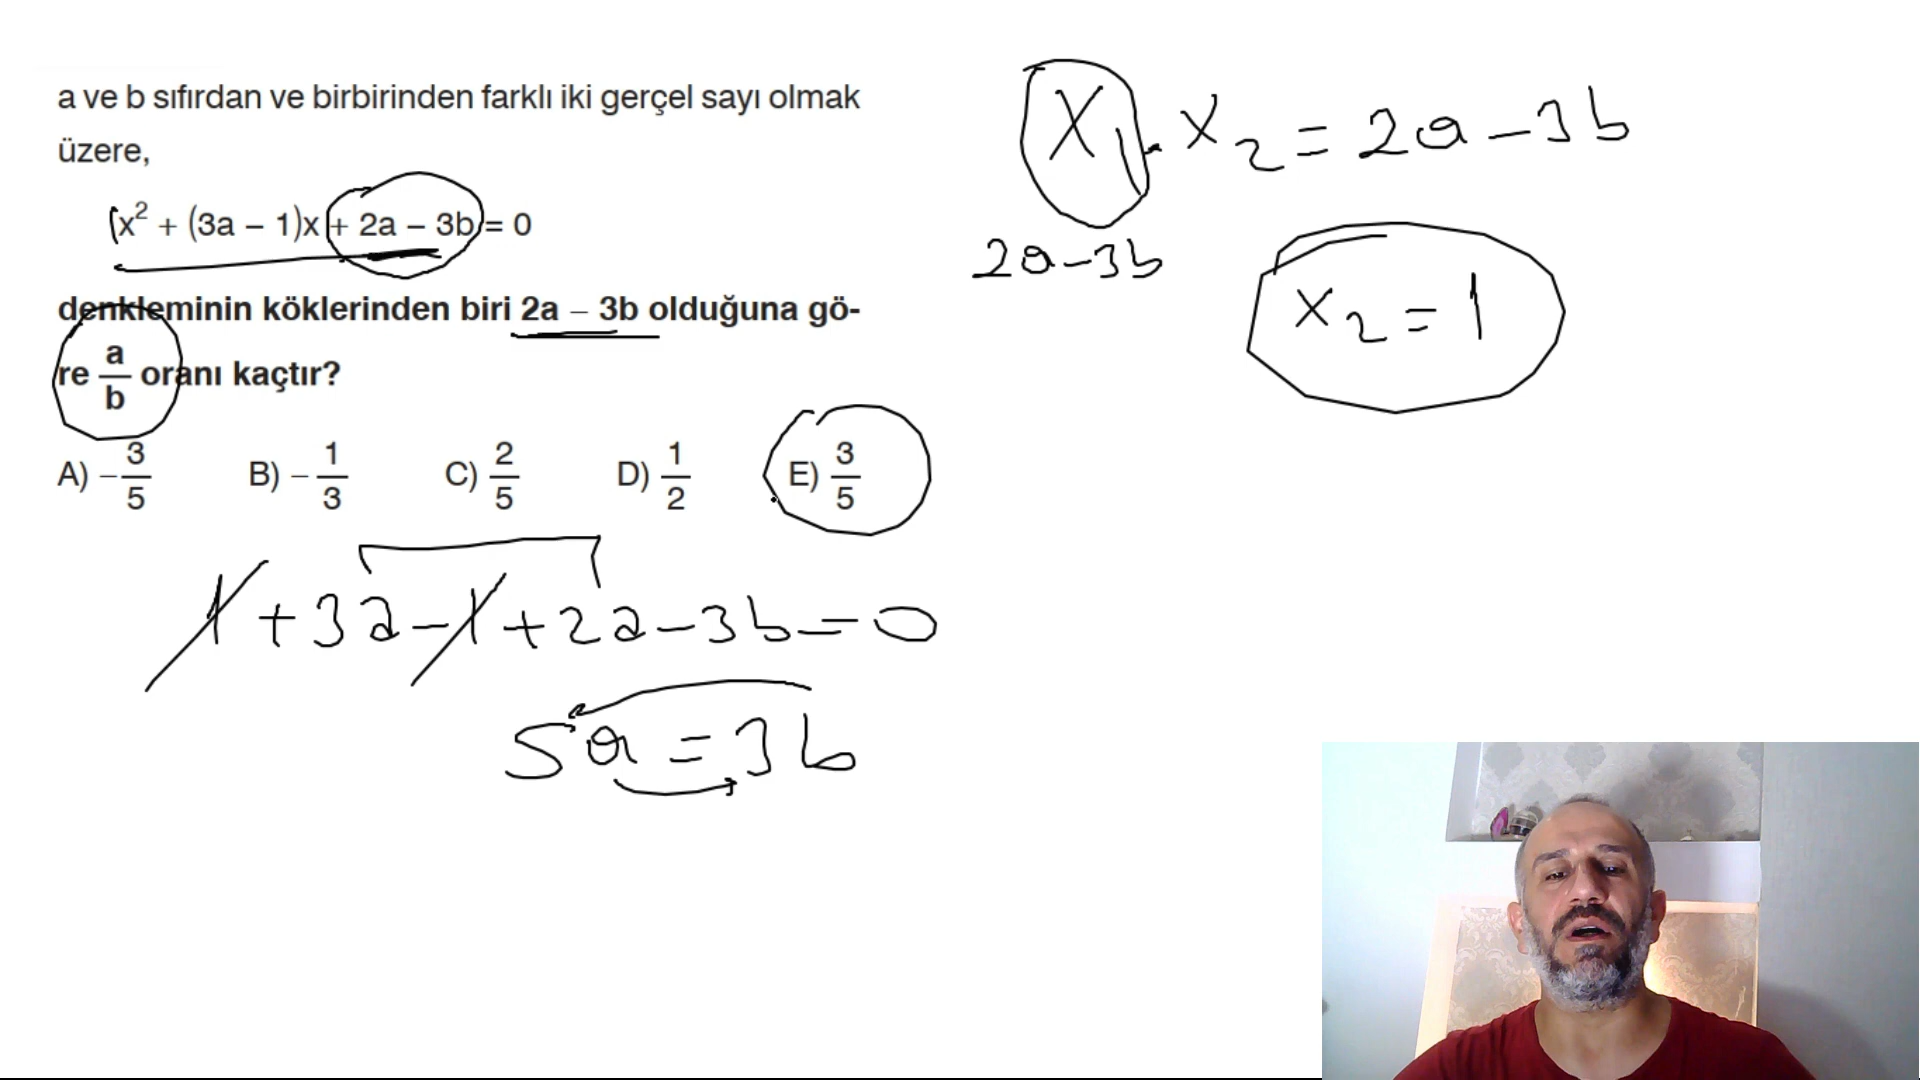 a ve b sıfırdan ve birbirinden farklı iki gerçel sayı olmak
üzere,
x² + (3a – 1)x + 2a – 3b = 0
denkleminin köklerinden biri 2a – 3b olduğuna gö-
re a/b oranı kaçtır?
A) –3/5 B) –1/3 C) 2/5 D) 1/2 E) 3/5
1 + 3a – 1 + 2a – 3b = 0
5a = 3b
x₁ . x₂ = 2a – 3b
2a – 3b
x₂ = 1